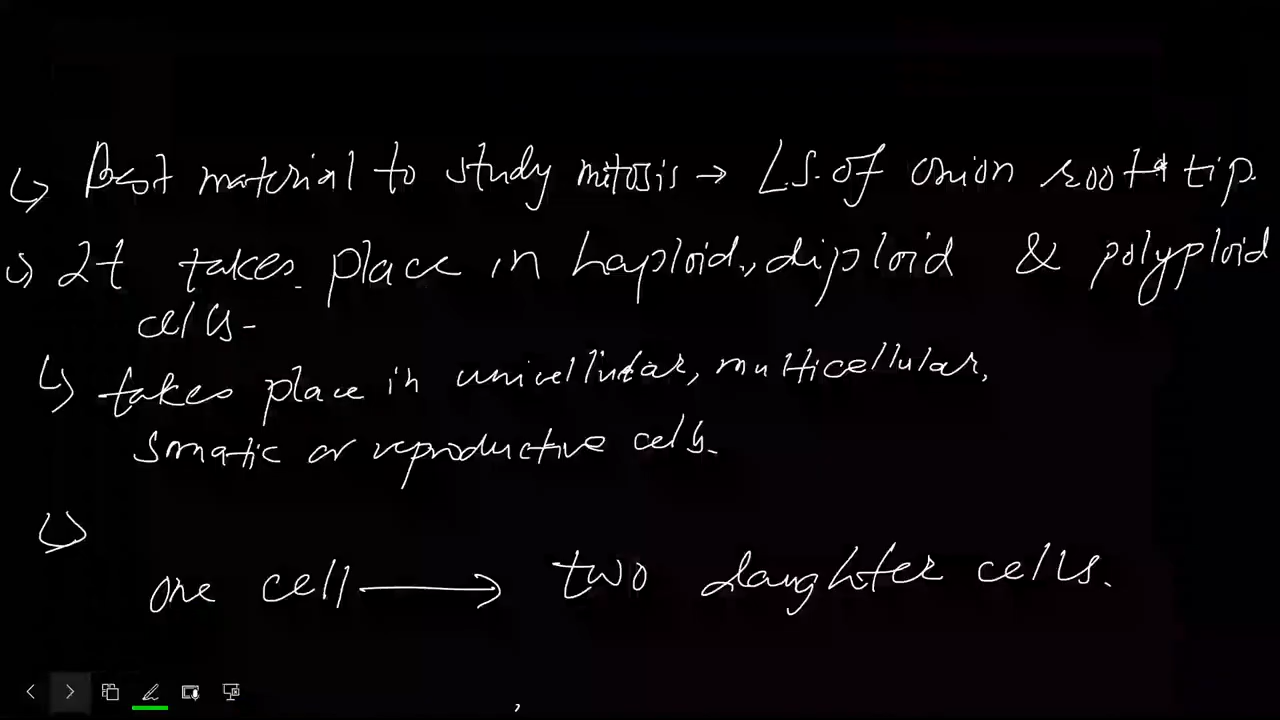 ↳ Best material to study mitosis → L.S. of onion root tip.
↳ It takes place in haploid, diploid & polyploid
cells.
↳ takes place in unicellular, multicellular,
somatic or reproductive cells.
↳
one cell ⟶ two daughter cells.